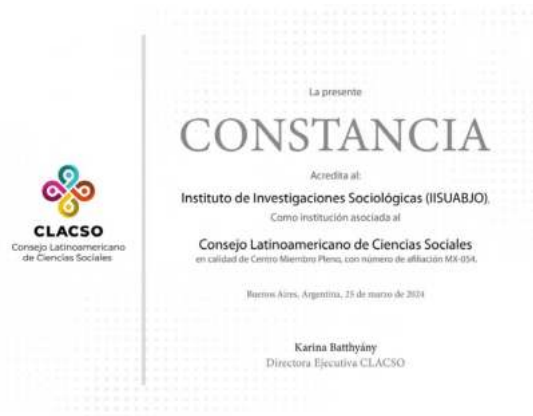 La presente
CONSTANCIA
Acredita al:
Instituto de Investigaciones Sociológicas (IISUABJO),
Como institución asociada al
Consejo Latinoamericano de Ciencias Sociales
en calidad de Centro Miembro Pleno, con número de afiliación MX-054.
Buenos Aires, Argentina, 25 de marzo de 2024
Karina Batthyány
Directora Ejecutiva CLACSO
CLACSO
Consejo Latinoamericano
de Ciencias Sociales